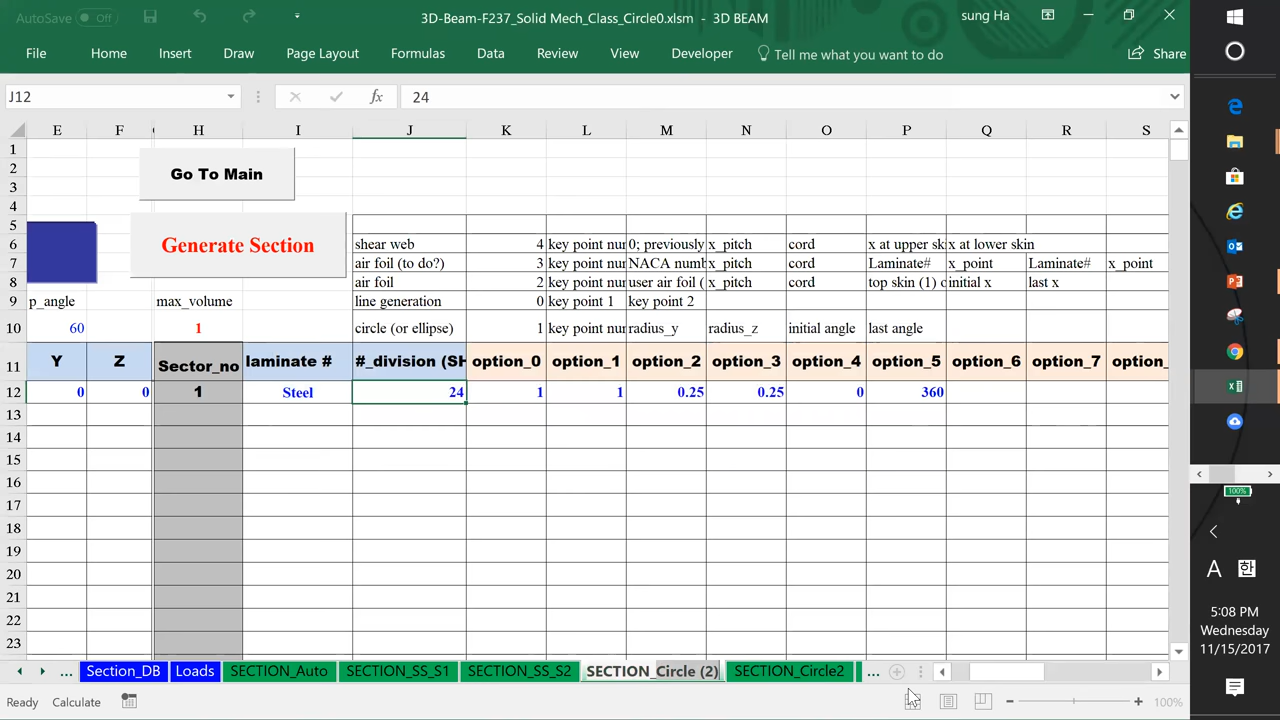 AutoSave Off 3D-Beam-F237_Solid Mech_Class_Circle0.xlsm - 3D BEAM sung Ha
File Home Insert Draw Page Layout Formulas Data Review View Developer Tell me what you want to do Share
J12 fx 24
E F H I J K L M N O P Q R S
1
2
Go To Main
3
4
5
Generate Section
6 shear web 4 key point num 0; previously x_pitch cord x at upper ski x at lower skin
7 air foil (to do?) 3 key point num NACA numb x_pitch cord Laminate# x_point Laminate# x_point
8 air foil 2 key point num user air foil ( x_pitch cord top skin (1) o initial x last x
9 p_angle max_volume line generation 0 key point 1 key point 2
10 60 1 circle (or ellipse) 1 key point num radius_y radius_z initial angle last angle
11 Y Z Sector_no laminate # #_division (SH option_0 option_1 option_2 option_3 option_4 option_5 option_6 option_7 option_
12 0 0 1 Steel 24 1 1 0.25 0.25 0 360
13
14
15
16
17
18
19
20
21
22
23
... Section_DB Loads SECTION_Auto SECTION_SS_S1 SECTION_SS_S2 SECTION_Circle (2) SECTION_Circle2 ...
Ready Calculate 100%
100%
A 한
5:08 PM
Wednesday
11/15/2017